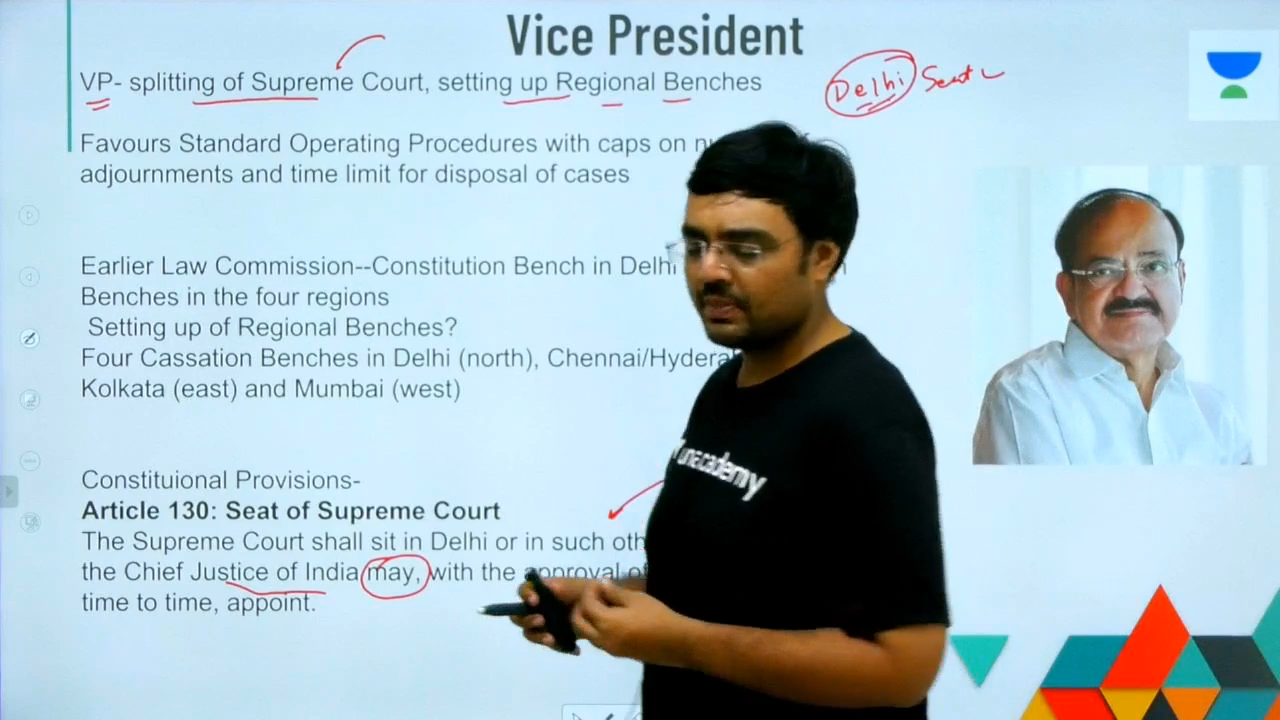 Vice President
VP- splitting of Supreme Court, setting up Regional Benches
Delhi Seat
Favours Standard Operating Procedures with caps on
adjournments and time limit for disposal of cases
Earlier Law Commission--Constitution Bench in Delhi
Benches in the four regions
Setting up of Regional Benches?
Four Cassation Benches in Delhi (north), Chennai/Hydera
Kolkata (east) and Mumbai (west)
Constituional Provisions-
Article 130: Seat of Supreme Court
The Supreme Court shall sit in Delhi or in such oth
the Chief Justice of India may, with the approval of
time to time, appoint.
unacademy